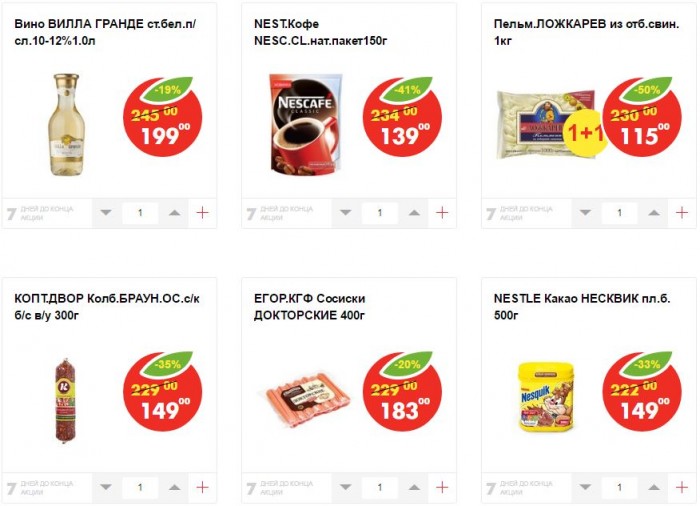 Вино ВИЛЛА ГРАНДЕ ст.бел.п/
сл.10-12%1.0л
-19%
245 00
199 00
7 ДНЕЙ ДО КОНЦА
АКЦИИ
1
NEST.Кофе
NESC.CL.нат.пакет150г
NESCAFÉ
CLASSIC
-41%
234 00
139 00
7 ДНЕЙ ДО КОНЦА
АКЦИИ
1
Пельм.ЛОЖКАРЕВ из отб.свин.
1кг
ЛОЖКАРЕВ
1+1
-50%
230 00
115 00
7 ДНЕЙ ДО КОНЦА
АКЦИИ
1
КОПТ.ДВОР Колб.БРАУН.ОС.с/к
б/с в/у 300г
К
-35%
229 00
149 00
7 ДНЕЙ ДО КОНЦА
АКЦИИ
1
ЕГОР.КГФ Сосиски
ДОКТОРСКИЕ 400г
-20%
229 00
183 00
7 ДНЕЙ ДО КОНЦА
АКЦИИ
1
NESTLE Какао НЕСКВИК пл.б.
500г
Nesquik
-33%
222 00
149 00
7 ДНЕЙ ДО КОНЦА
АКЦИИ
1